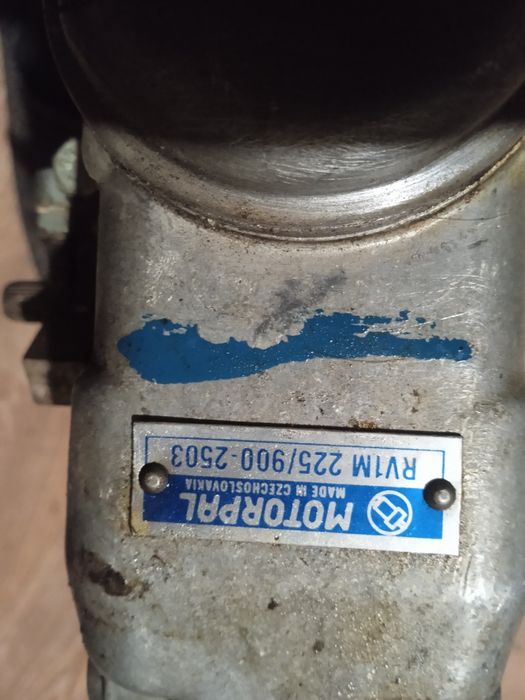 MOTORPAL
MADE IN CZECHOSLOVAKIA
RV1M 225/900-2503